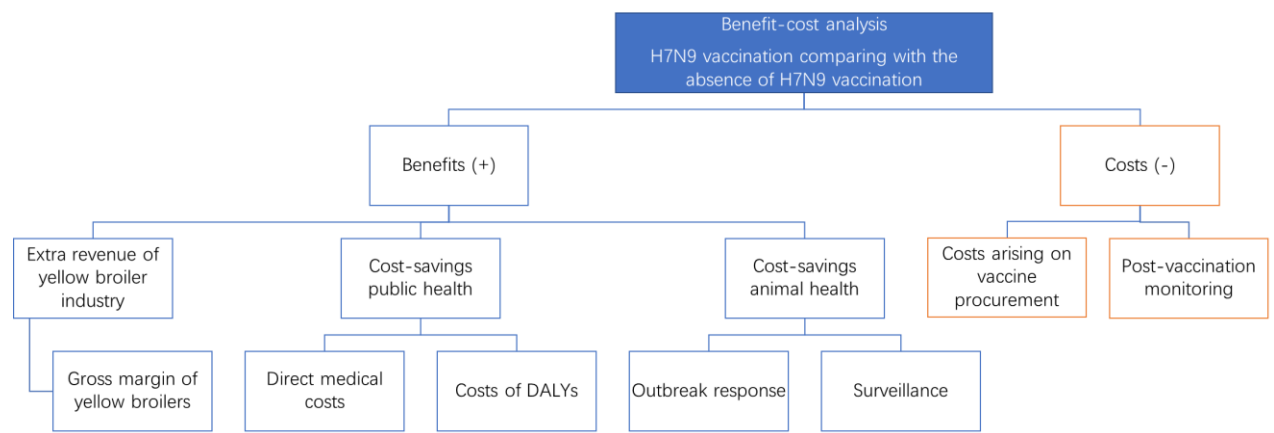 Benefit-cost analysis
H7N9 vaccination comparing with the
absence of H7N9 vaccination
Benefits (+)
Costs (-)
Extra revenue of
yellow broiler
industry
Cost-savings
public health
Cost-savings
animal health
Costs arising on
vaccine
procurement
Post-vaccination
monitoring
Gross margin of
yellow broilers
Direct medical
costs
Costs of DALYs
Outbreak response
Surveillance